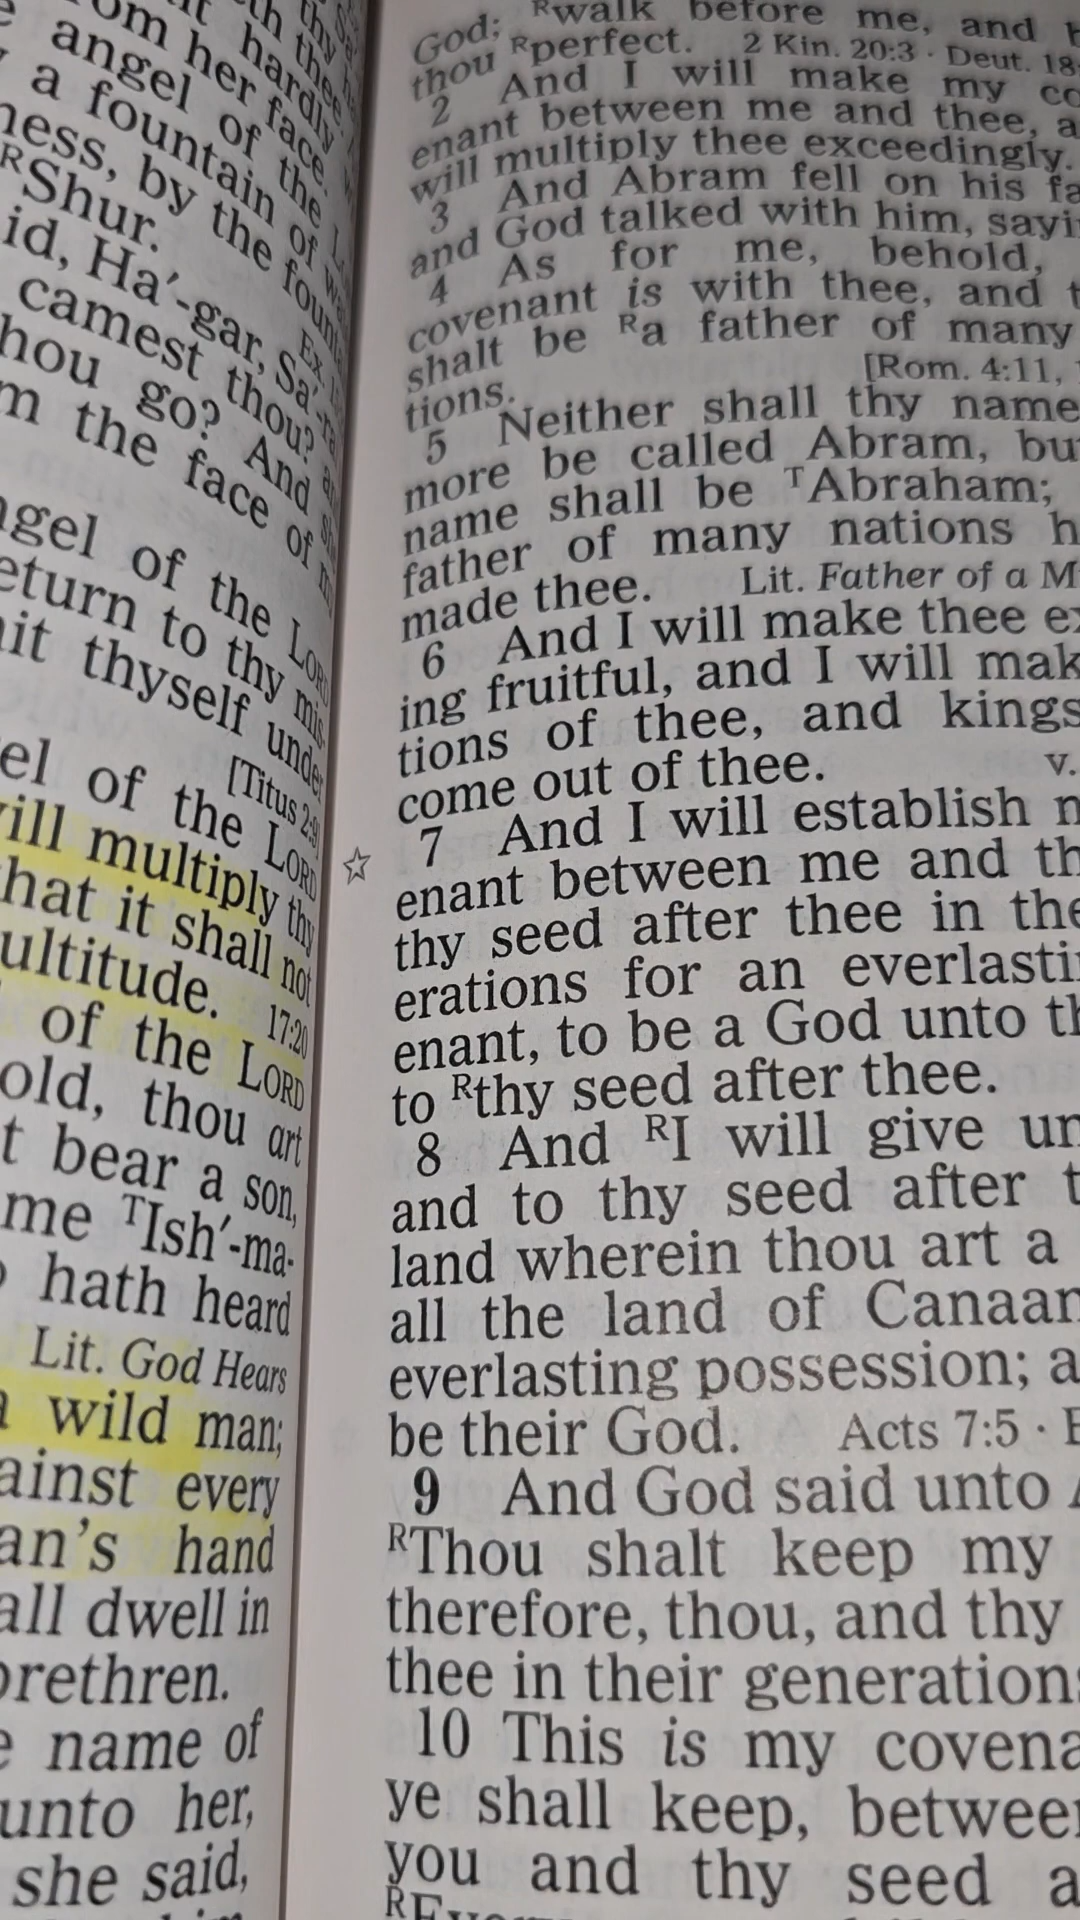 hardly
om her face.
angel of the
a fountain of
ness, by the
RShur.
id, Ha′-gar, Sa′-ra
camest thou?
hou go? And
m the face of
ngel of the LORD
eturn to thy mis-
it thyself under
[Titus 2:9]
el of the LORD
ill multiply thy
hat it shall not
ultitude. 17:20
of the LORD
old, thou art
t bear a son,
me TIsh′-ma-
hath heard
Lit. God Hears
wild man;
ainst every
an's hand
all dwell in
brethren.
e name of
unto her,
she said,
God; Rwalk before me, and
thou Rperfect. 2 Kin. 20:3 · Deut. 18
2 And I will make my co
enant between me and thee, a
will multiply thee exceedingly.
3 And Abram fell on his fa
and God talked with him, sayi
4 As for me, behold,
covenant is with thee, and t
shalt be Ra father of many
[Rom. 4:11,
tions.
5 Neither shall thy name
more be called Abram, bu
name shall be TAbraham;
father of many nations h
made thee. Lit. Father of a M
6 And I will make thee ex
ing fruitful, and I will mak
tions of thee, and kings
come out of thee. v.
☆ 7 And I will establish m
enant between me and th
thy seed after thee in the
erations for an everlasti
enant, to be a God unto th
to Rthy seed after thee.
8 And RI will give un
and to thy seed after t
land wherein thou art a
all the land of Canaan
everlasting possession; a
be their God. Acts 7:5 · E
9 And God said unto A
RThou shalt keep my
therefore, thou, and thy
thee in their generations
10 This is my covena
ye shall keep, between
you and thy seed a